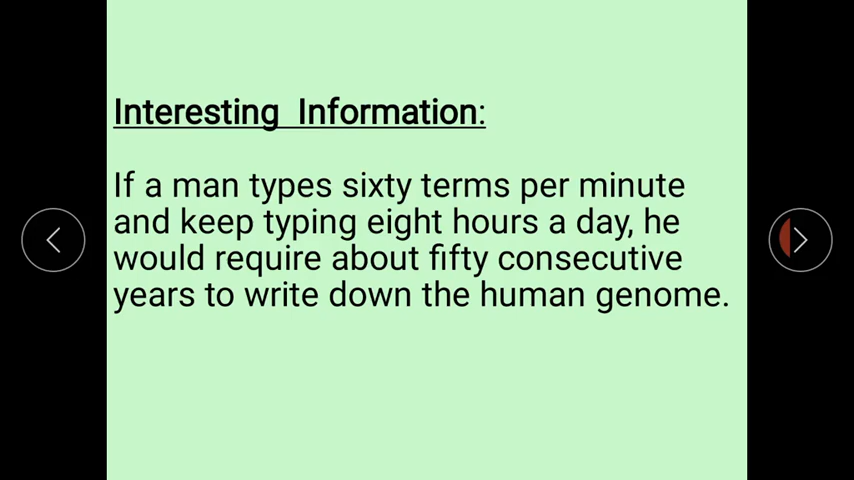 Interesting Information:
If a man types sixty terms per minute
and keep typing eight hours a day, he
would require about fifty consecutive
years to write down the human genome.